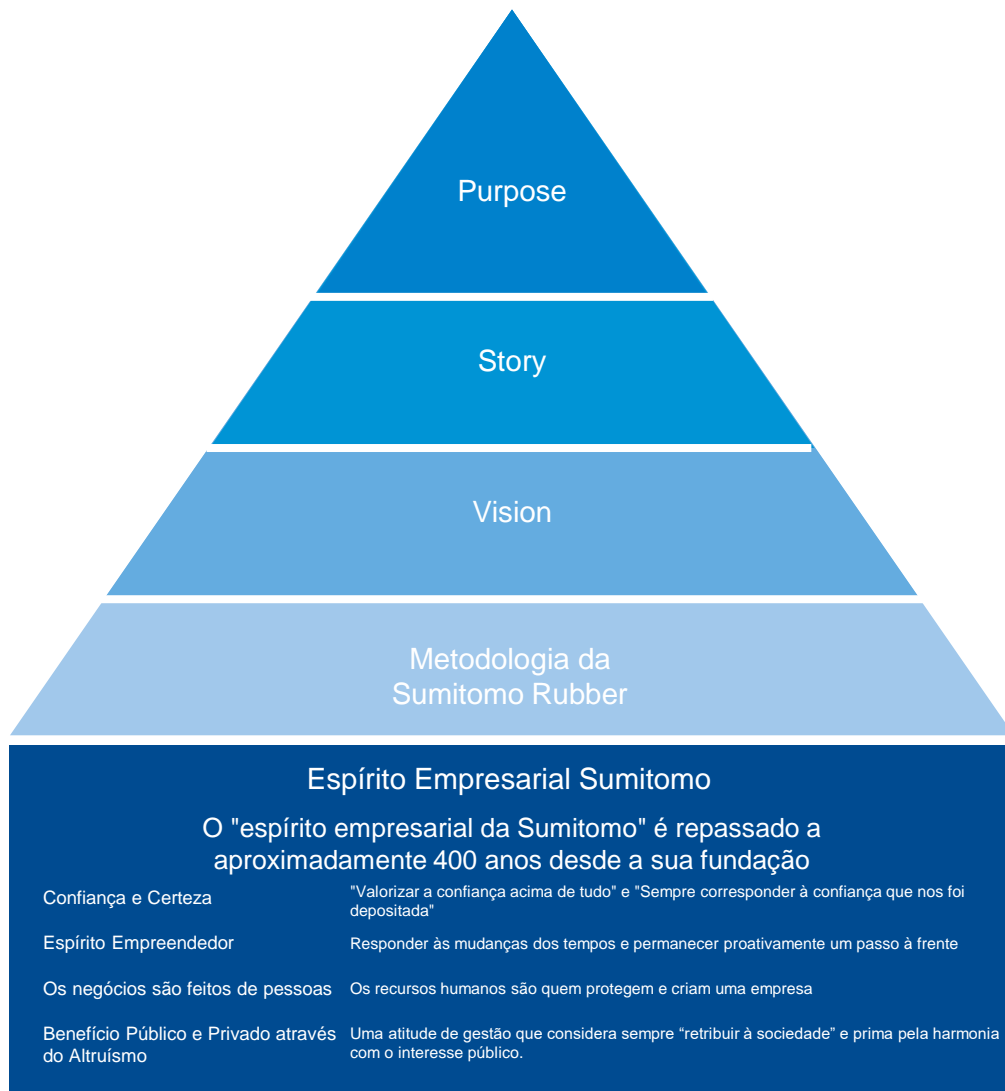 Purpose
Story
Vision
Metodologia da
Sumitomo Rubber
Espírito Empresarial Sumitomo
O "espírito empresarial da Sumitomo" é repassado a
aproximadamente 400 anos desde a sua fundação
Confiança e Certeza
"Valorizar a confiança acima de tudo" e "Sempre corresponder à confiança que nos foi
depositada"
Espírito Empreendedor
Responder às mudanças dos tempos e permanecer proativamente um passo à frente
Os negócios são feitos de pessoas
Os recursos humanos são quem protegem e criam uma empresa
Benefício Público e Privado através
do Altruísmo
Uma atitude de gestão que considera sempre “retribuir à sociedade” e prima pela harmonia
com o interesse público.